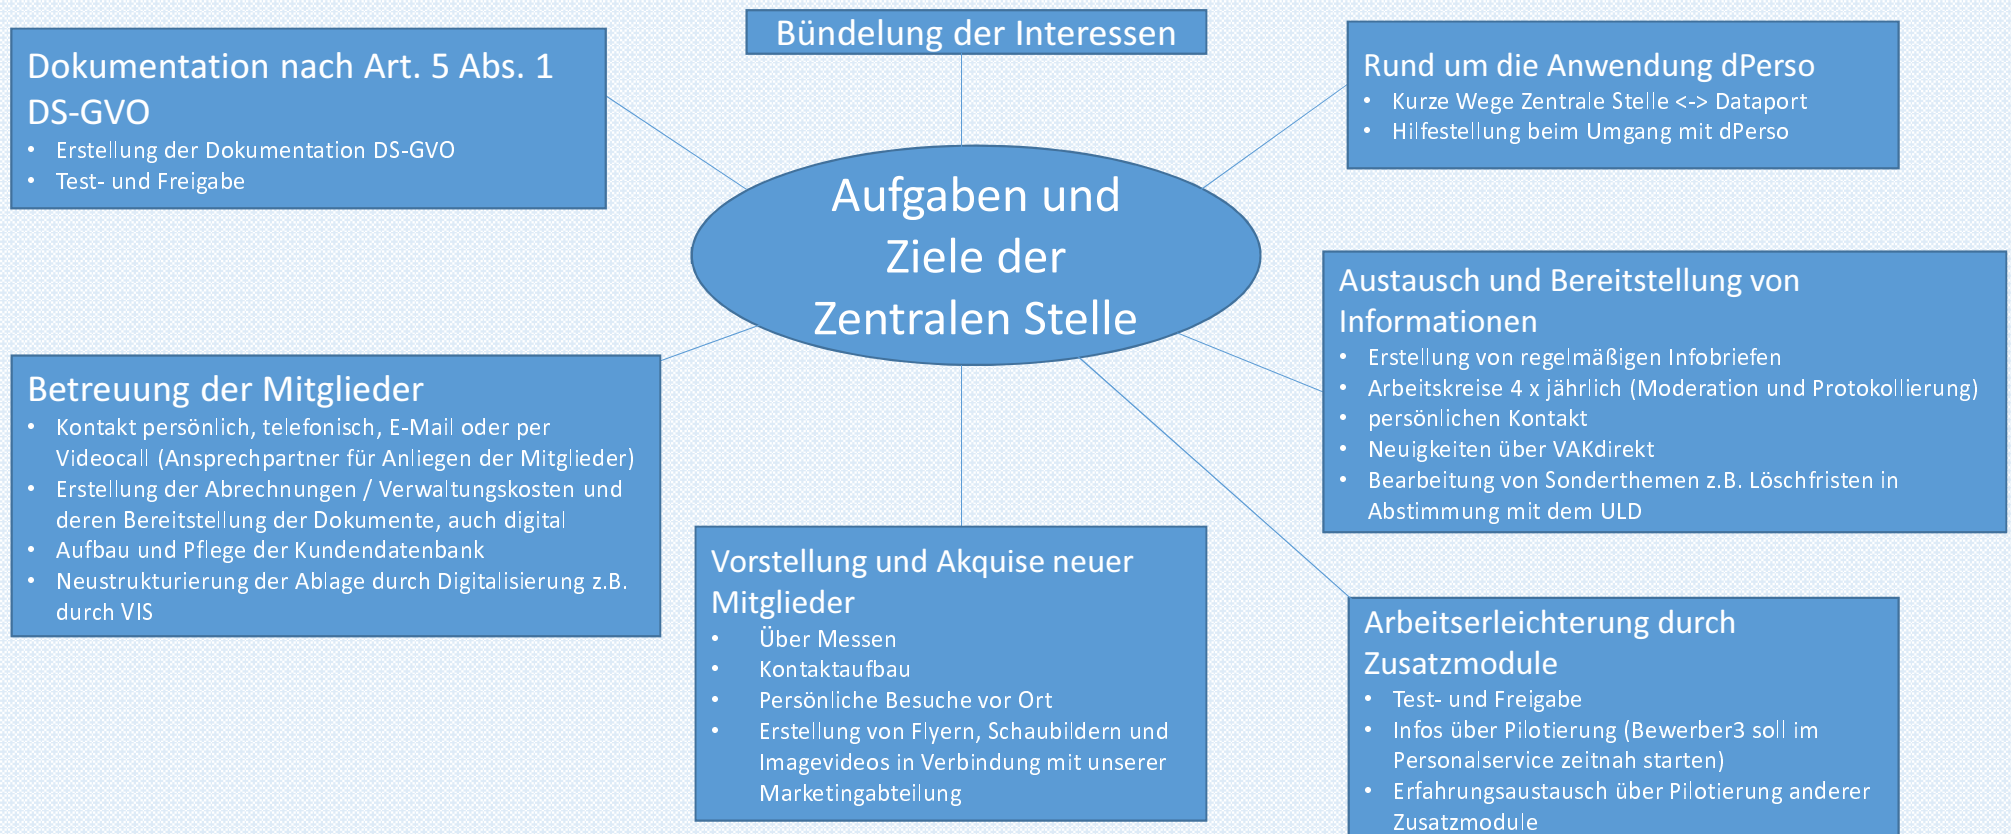 Bündelung der Interessen
Dokumentation nach Art. 5 Abs. 1
DS-GVO
• Erstellung der Dokumentation DS-GVO
• Test- und Freigabe
Rund um die Anwendung dPerso
• Kurze Wege Zentrale Stelle <-> Dataport
• Hilfestellung beim Umgang mit dPerso
Aufgaben und
Ziele der
Zentralen Stelle
Austausch und Bereitstellung von
Informationen
• Erstellung von regelmäßigen Infobriefen
• Arbeitskreise 4 x jährlich (Moderation und Protokollierung)
• persönlichen Kontakt
• Neuigkeiten über VAKdirekt
• Bearbeitung von Sonderthemen z.B. Löschfristen in
Abstimmung mit dem ULD
Betreuung der Mitglieder
• Kontakt persönlich, telefonisch, E-Mail oder per
Videocall (Ansprechpartner für Anliegen der Mitglieder)
• Erstellung der Abrechnungen / Verwaltungskosten und
deren Bereitstellung der Dokumente, auch digital
• Aufbau und Pflege der Kundendatenbank
• Neustrukturierung der Ablage durch Digitalisierung z.B.
durch VIS
Vorstellung und Akquise neuer
Mitglieder
• Über Messen
• Kontaktaufbau
• Persönliche Besuche vor Ort
• Erstellung von Flyern, Schaubildern und
Imagevideos in Verbindung mit unserer
Marketingabteilung
Arbeitserleichterung durch
Zusatzmodule
• Test- und Freigabe
• Infos über Pilotierung (Bewerber3 soll im
Personalservice zeitnah starten)
• Erfahrungsaustausch über Pilotierung anderer
Zusatzmodule